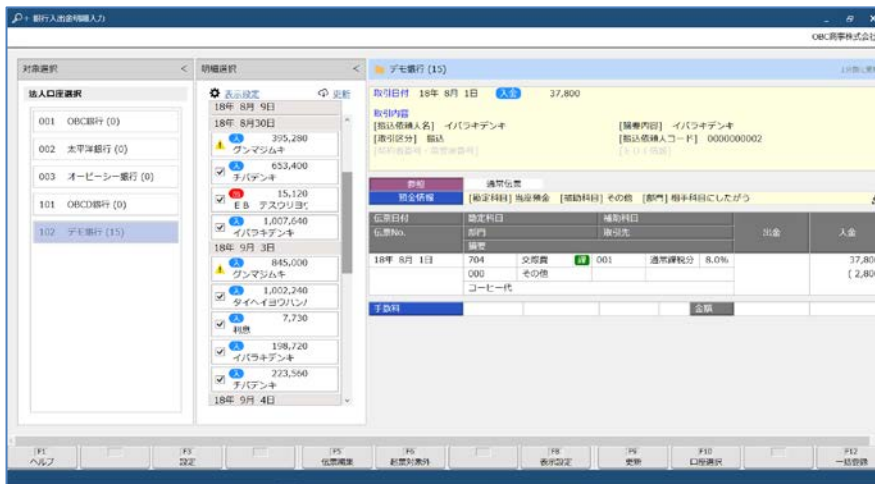 銀行入出金明細入力
OBC商事株式会社
対象選択 <
明細選択 <
デモ銀行 (15)
法人口座選択
001 OBC銀行 (0)
002 太平洋銀行 (0)
003 オービーシー銀行 (0)
101 OBCD銀行 (0)
102 デモ銀行 (15)
表示設定 更新
18年 8月 9日
18年 8月30日
入 395,280
グンマジムキ
入 653,400
チバデンキ
出 15,120
EB テスウリヨウ
入 1,007,640
イバラキデンキ
18年 9月 3日
入 845,000
グンマジムキ
入 1,002,240
タイヘイヨウハンノ
入 7,730
利息
入 198,720
イバラキデンキ
入 223,560
チバデンキ
18年 9月 4日
取引日付 18年 8月 1日 入金 37,800
取引内容
[振込依頼人名] イバラキデンキ [摘要内容] イバラキデンキ
[取引区分] 振込 [振込依頼人コード] 0000000002
参照 通常伝票
預金情報 [勘定科目] 当座預金 [補助科目] その他 [部門] 相手科目にしたがう
伝票日付 勘定科目 補助科目
伝票No. 部門 取引先 出金 入金
摘要
18年 8月 1日 704 交際費 課 001 通常課税分 8.0% 37,800
000 その他 ( 2,800
コーヒー代
手数料 金額
F1 F3 F5 F6 F8 F9 F10 F12
ヘルプ 設定 伝票編集 起票対象外 表示設定 更新 口座選択 一括登録